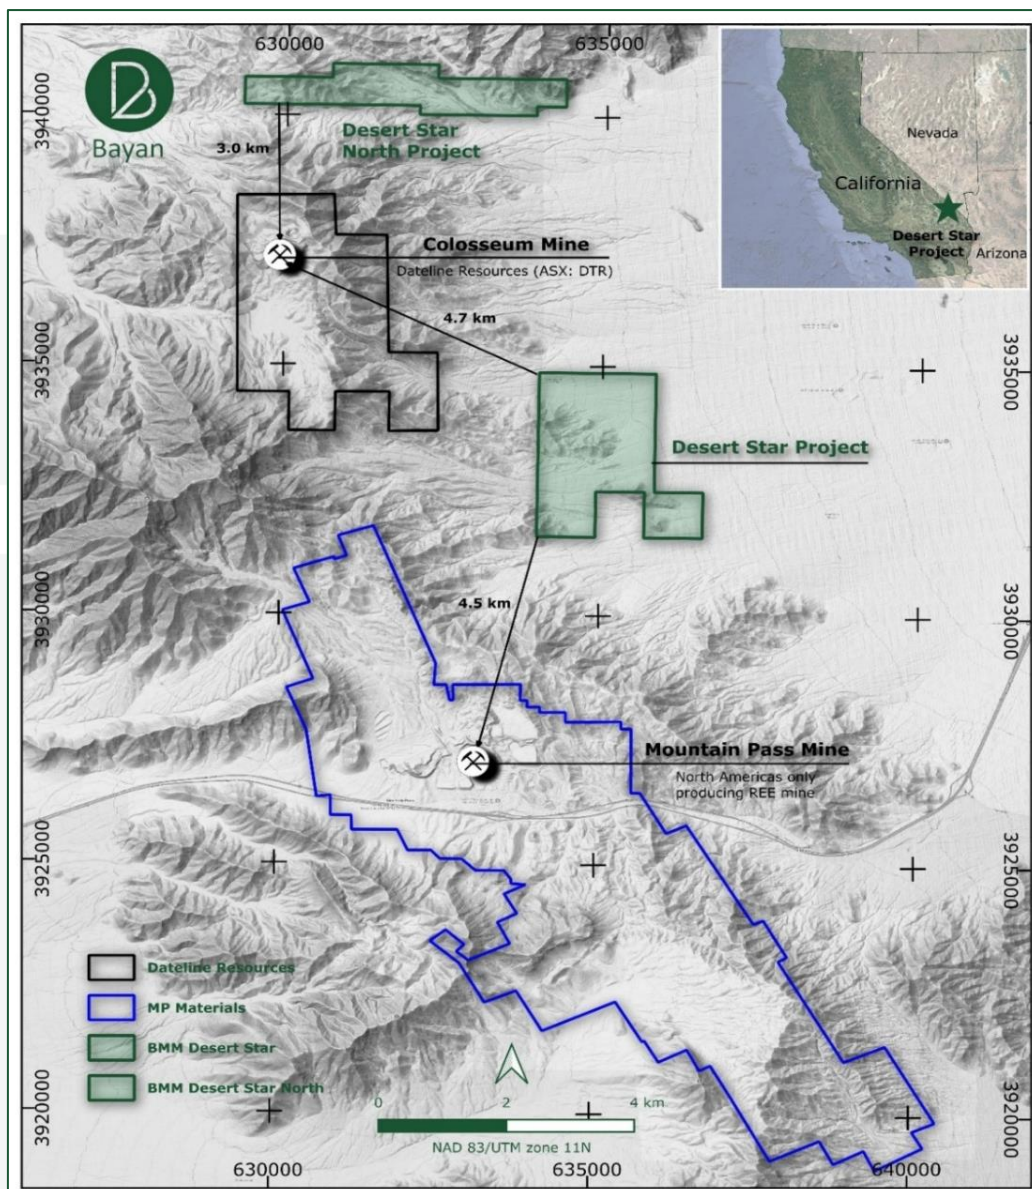 630000
635000
3940000
Bayan
Desert Star
North Project
3.0 km
Nevada
California
Desert Star
Project
Arizona
Colosseum Mine
Dateline Resources (ASX: DTR)
4.7 km
3935000
3935000
Desert Star Project
3930000
3930000
4.5 km
Mountain Pass Mine
North Americas only
producing REE mine
3925000
3925000
Dateline Resources
MP Materials
BMM Desert Star
BMM Desert Star North
3920000
3920000
0
2
4 km
NAD 83/UTM zone 11N
630000
635000
640000